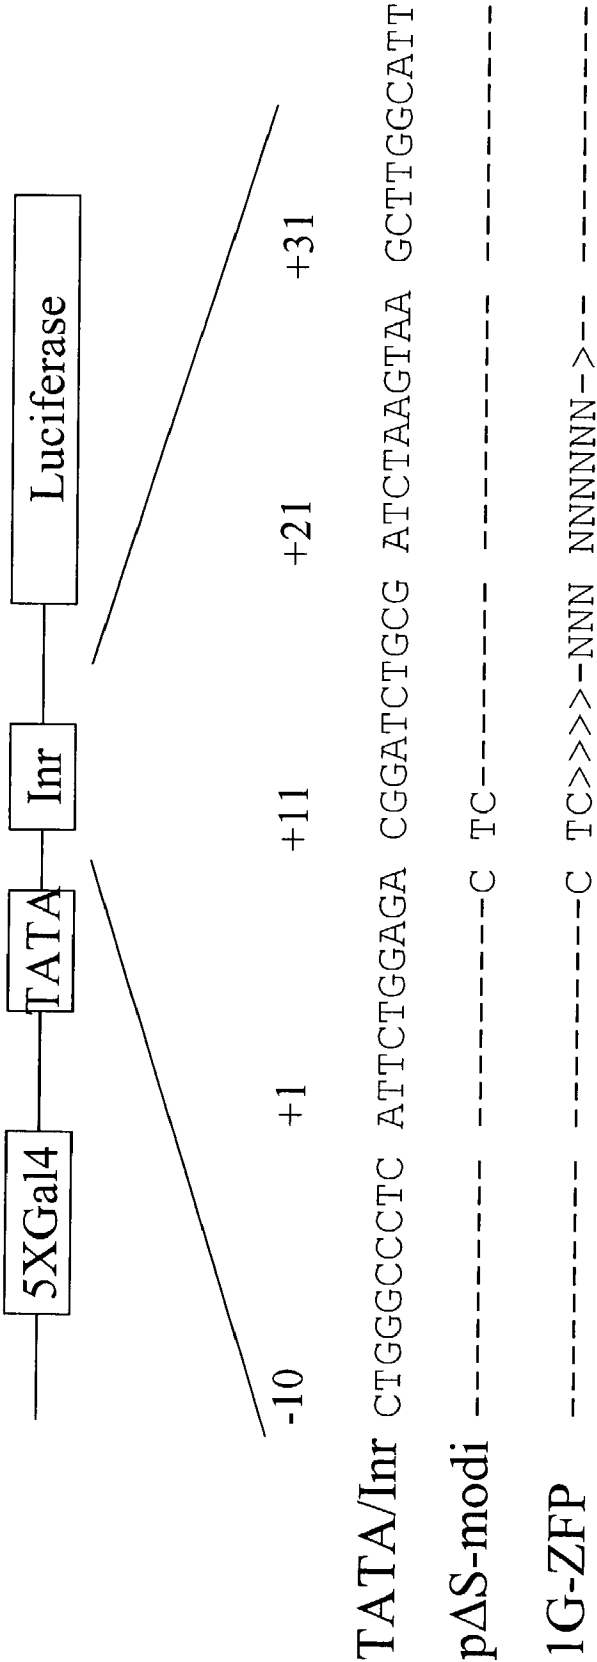 5XGal4 TATA Inr Luciferase
-10 +1 +11 +21 +31
TATA/Inr CTGGGCCCTC ATTCTGGAGA CGGATCTGCG ATCTAAGTAA GCTTGGCATT
pΔS-modi ---------- ---------C TC-------- ---------- ----------
1G-ZFP ---------- ---------C TC>>>>>-NNN NNNNNNN->- ----------